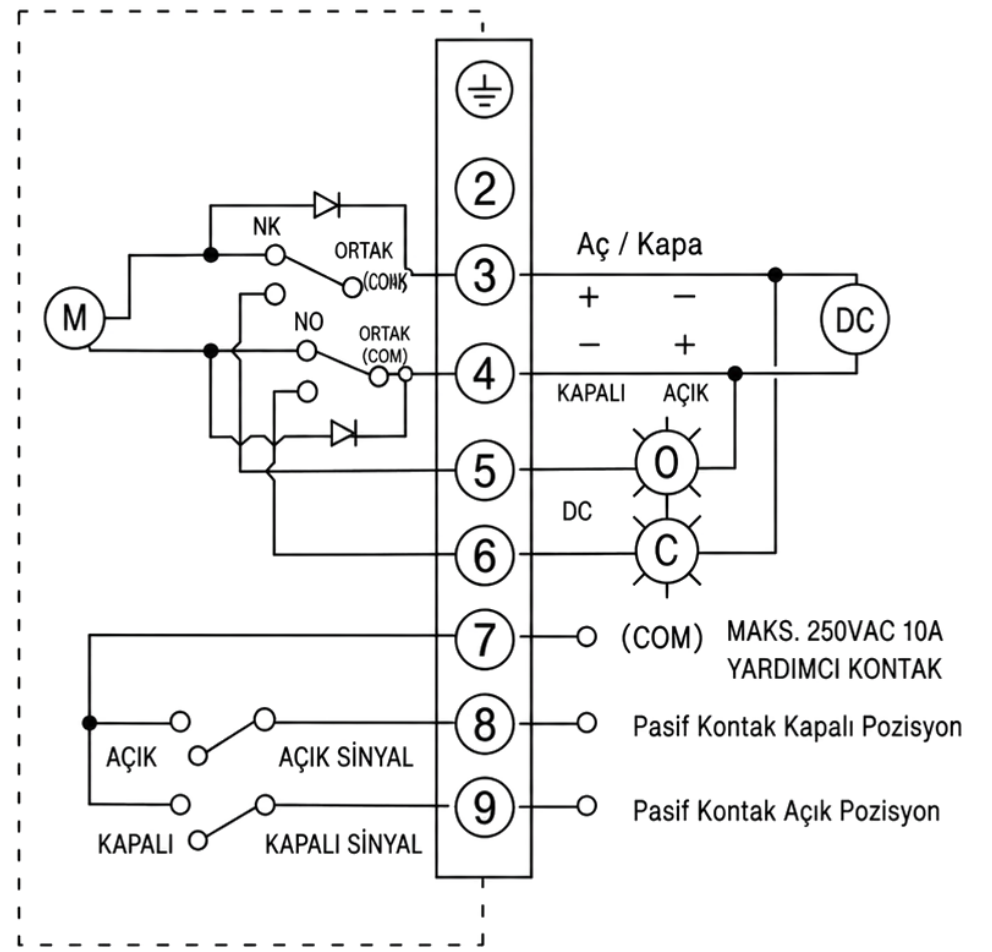 2
NK
ORTAK
(COHK)
Aç / Kapa
3
+ −
M
DC
NO
ORTAK
(COM)
− +
4
KAPALI AÇIK
O
5
DC
C
6
7
(COM)
MAKS. 250VAC 10A
YARDIMCI KONTAK
8
AÇIK
AÇIK SİNYAL
Pasif Kontak Kapalı Pozisyon
9
KAPALI
KAPALI SİNYAL
Pasif Kontak Açık Pozisyon